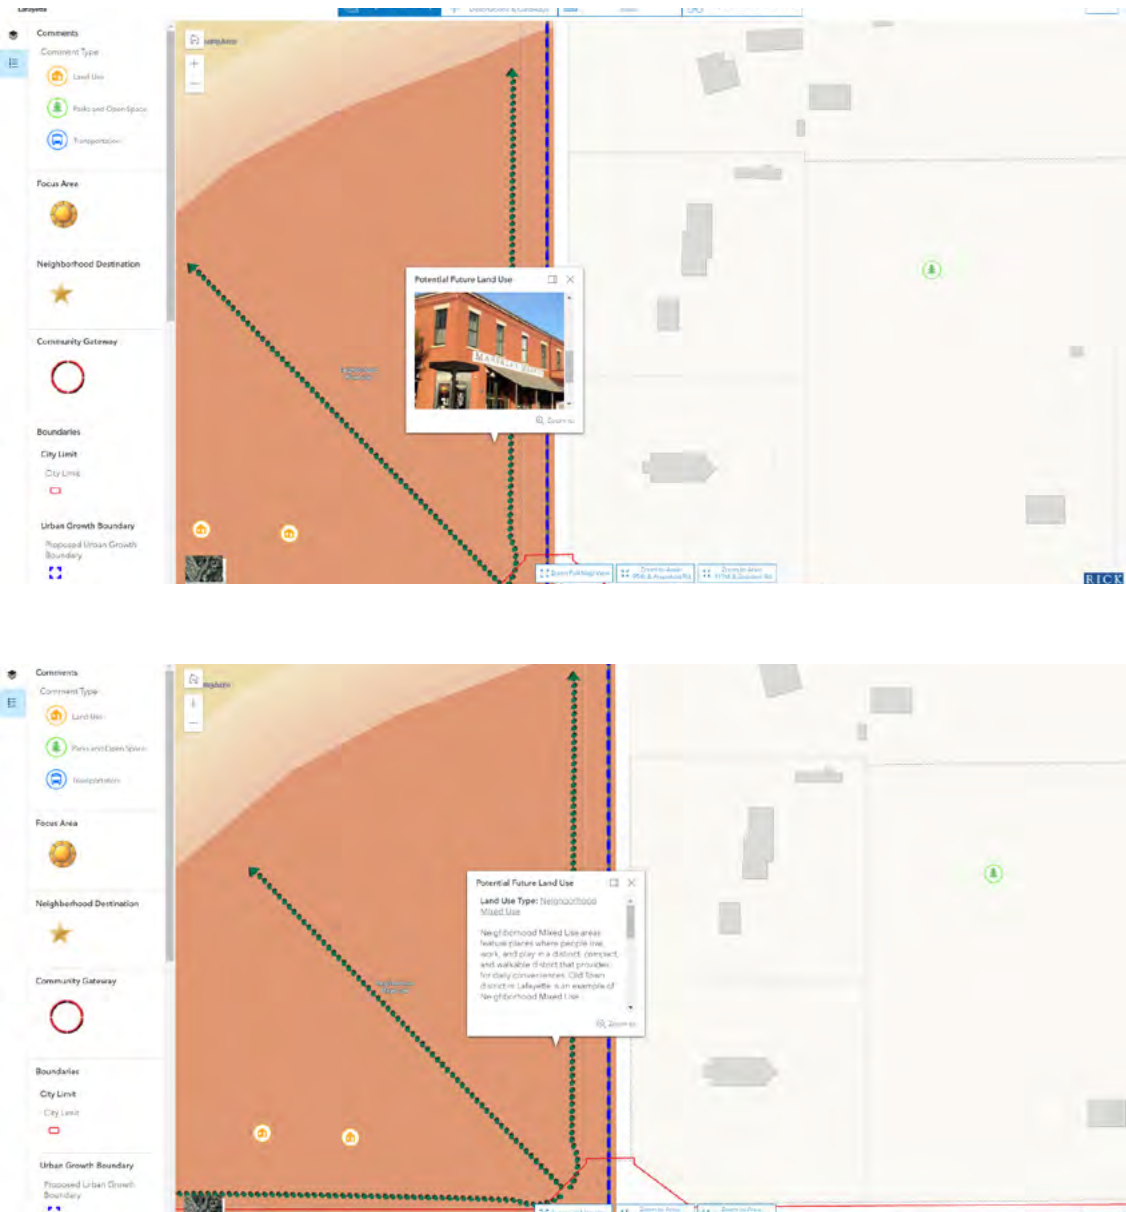 Lafayette
Comments
Comment Type
Land Use
Parks and Open Space
Transportation
Focus Area
Neighborhood Destination
Community Gateway
Boundaries
City Limit
City Limit
Urban Growth Boundary
Proposed Urban Growth
Boundary
Potential Future Land Use
Zoom to
RICK
Comments
Comment Type
Land Use
Parks and Open Space
Transportation
Focus Area
Neighborhood Destination
Community Gateway
Boundaries
City Limit
City Limit
Urban Growth Boundary
Proposed Urban Growth
Boundary
Potential Future Land Use
Land Use Type: Neighborhood
Mixed Use
Neighborhood Mixed Use areas
feature places where people live,
work, and play in a distinct, compact,
and walkable district that provides
for daily conveniences. Old Town
district in Lafayette is an example of
Neighborhood Mixed Use
Zoom to